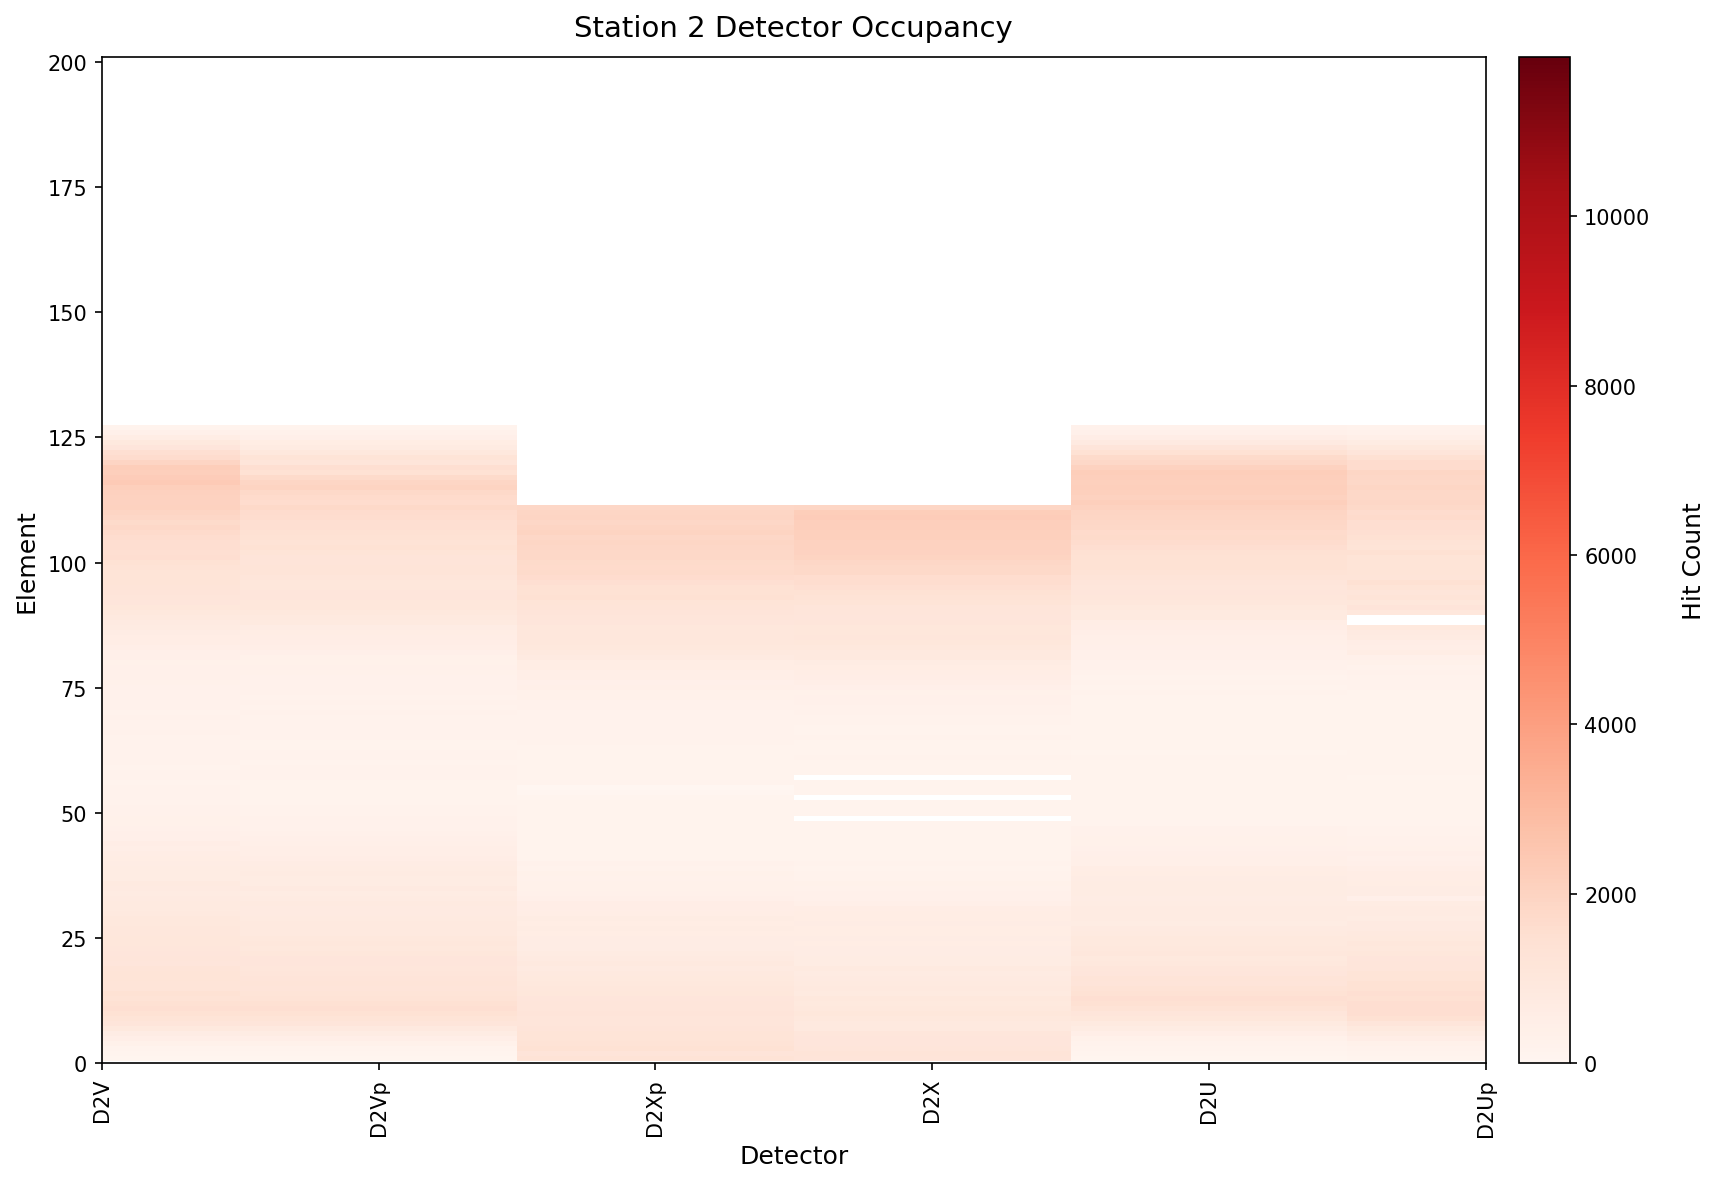 Station 2 Detector Occupancy
200
175
150
125
100
75
50
25
0
Element
D2V
D2Vp
D2Xp
D2X
D2U
D2Up
Detector
10000
8000
6000
4000
2000
0
Hit Count